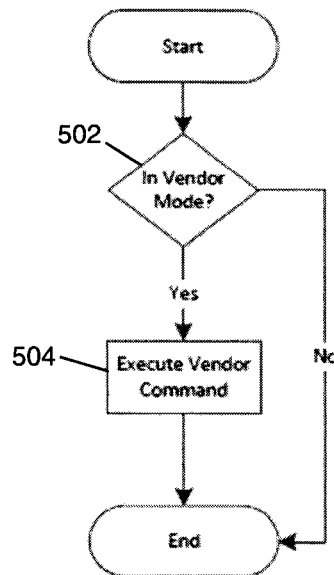 Start
502
In Vendor
Mode?
Yes
No
504
Execute Vendor
Command
End